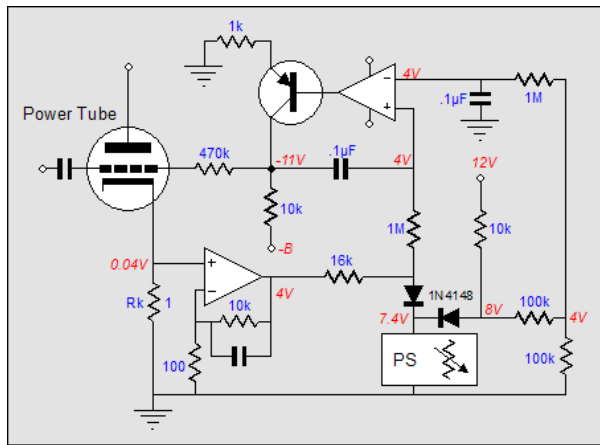 1k
4V
.1µF
1M
Power Tube
470k
-11V
.1µF
4V
12V
10k
1M
10k
-B
0.04V
16k
Rk
1
10k
4V
1N4148
7.4V
8V
100k
4V
100
PS
100k
+
−
−
+